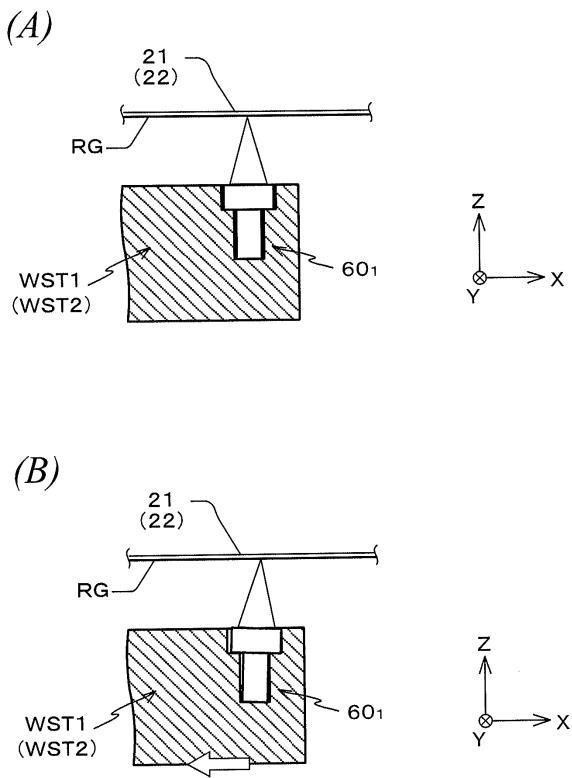 (A)
21
(22)
RG
Z
WST1
(WST2)
60₁
Y
X
(B)
21
(22)
RG
Z
WST1
(WST2)
60₁
Y
X